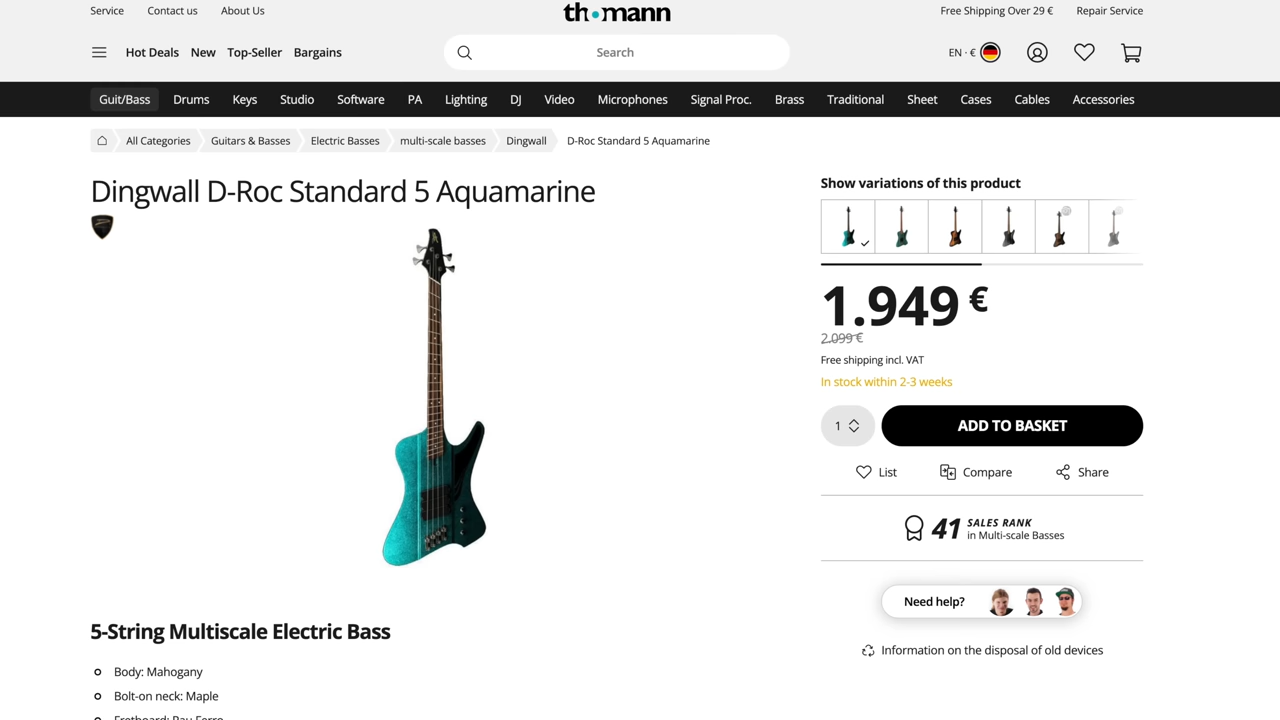 Service
Contact us
About Us
th•mann
Free Shipping Over 29 €
Repair Service
Hot Deals
New
Top-Seller
Bargains
Search
EN · €
Guit/Bass
Drums
Keys
Studio
Software
PA
Lighting
DJ
Video
Microphones
Signal Proc.
Brass
Traditional
Sheet
Cases
Cables
Accessories
All Categories
Guitars & Basses
Electric Basses
multi-scale basses
Dingwall
D-Roc Standard 5 Aquamarine
Dingwall D-Roc Standard 5 Aquamarine
Show variations of this product
1.949 €
2.099 €
Free shipping incl. VAT
In stock within 2-3 weeks
1
ADD TO BASKET
List
Compare
Share
41
SALES RANK
in Multi-scale Basses
Need help?
Information on the disposal of old devices
5-String Multiscale Electric Bass
Body: Mahogany
Bolt-on neck: Maple
Fretboard: Pau Ferro